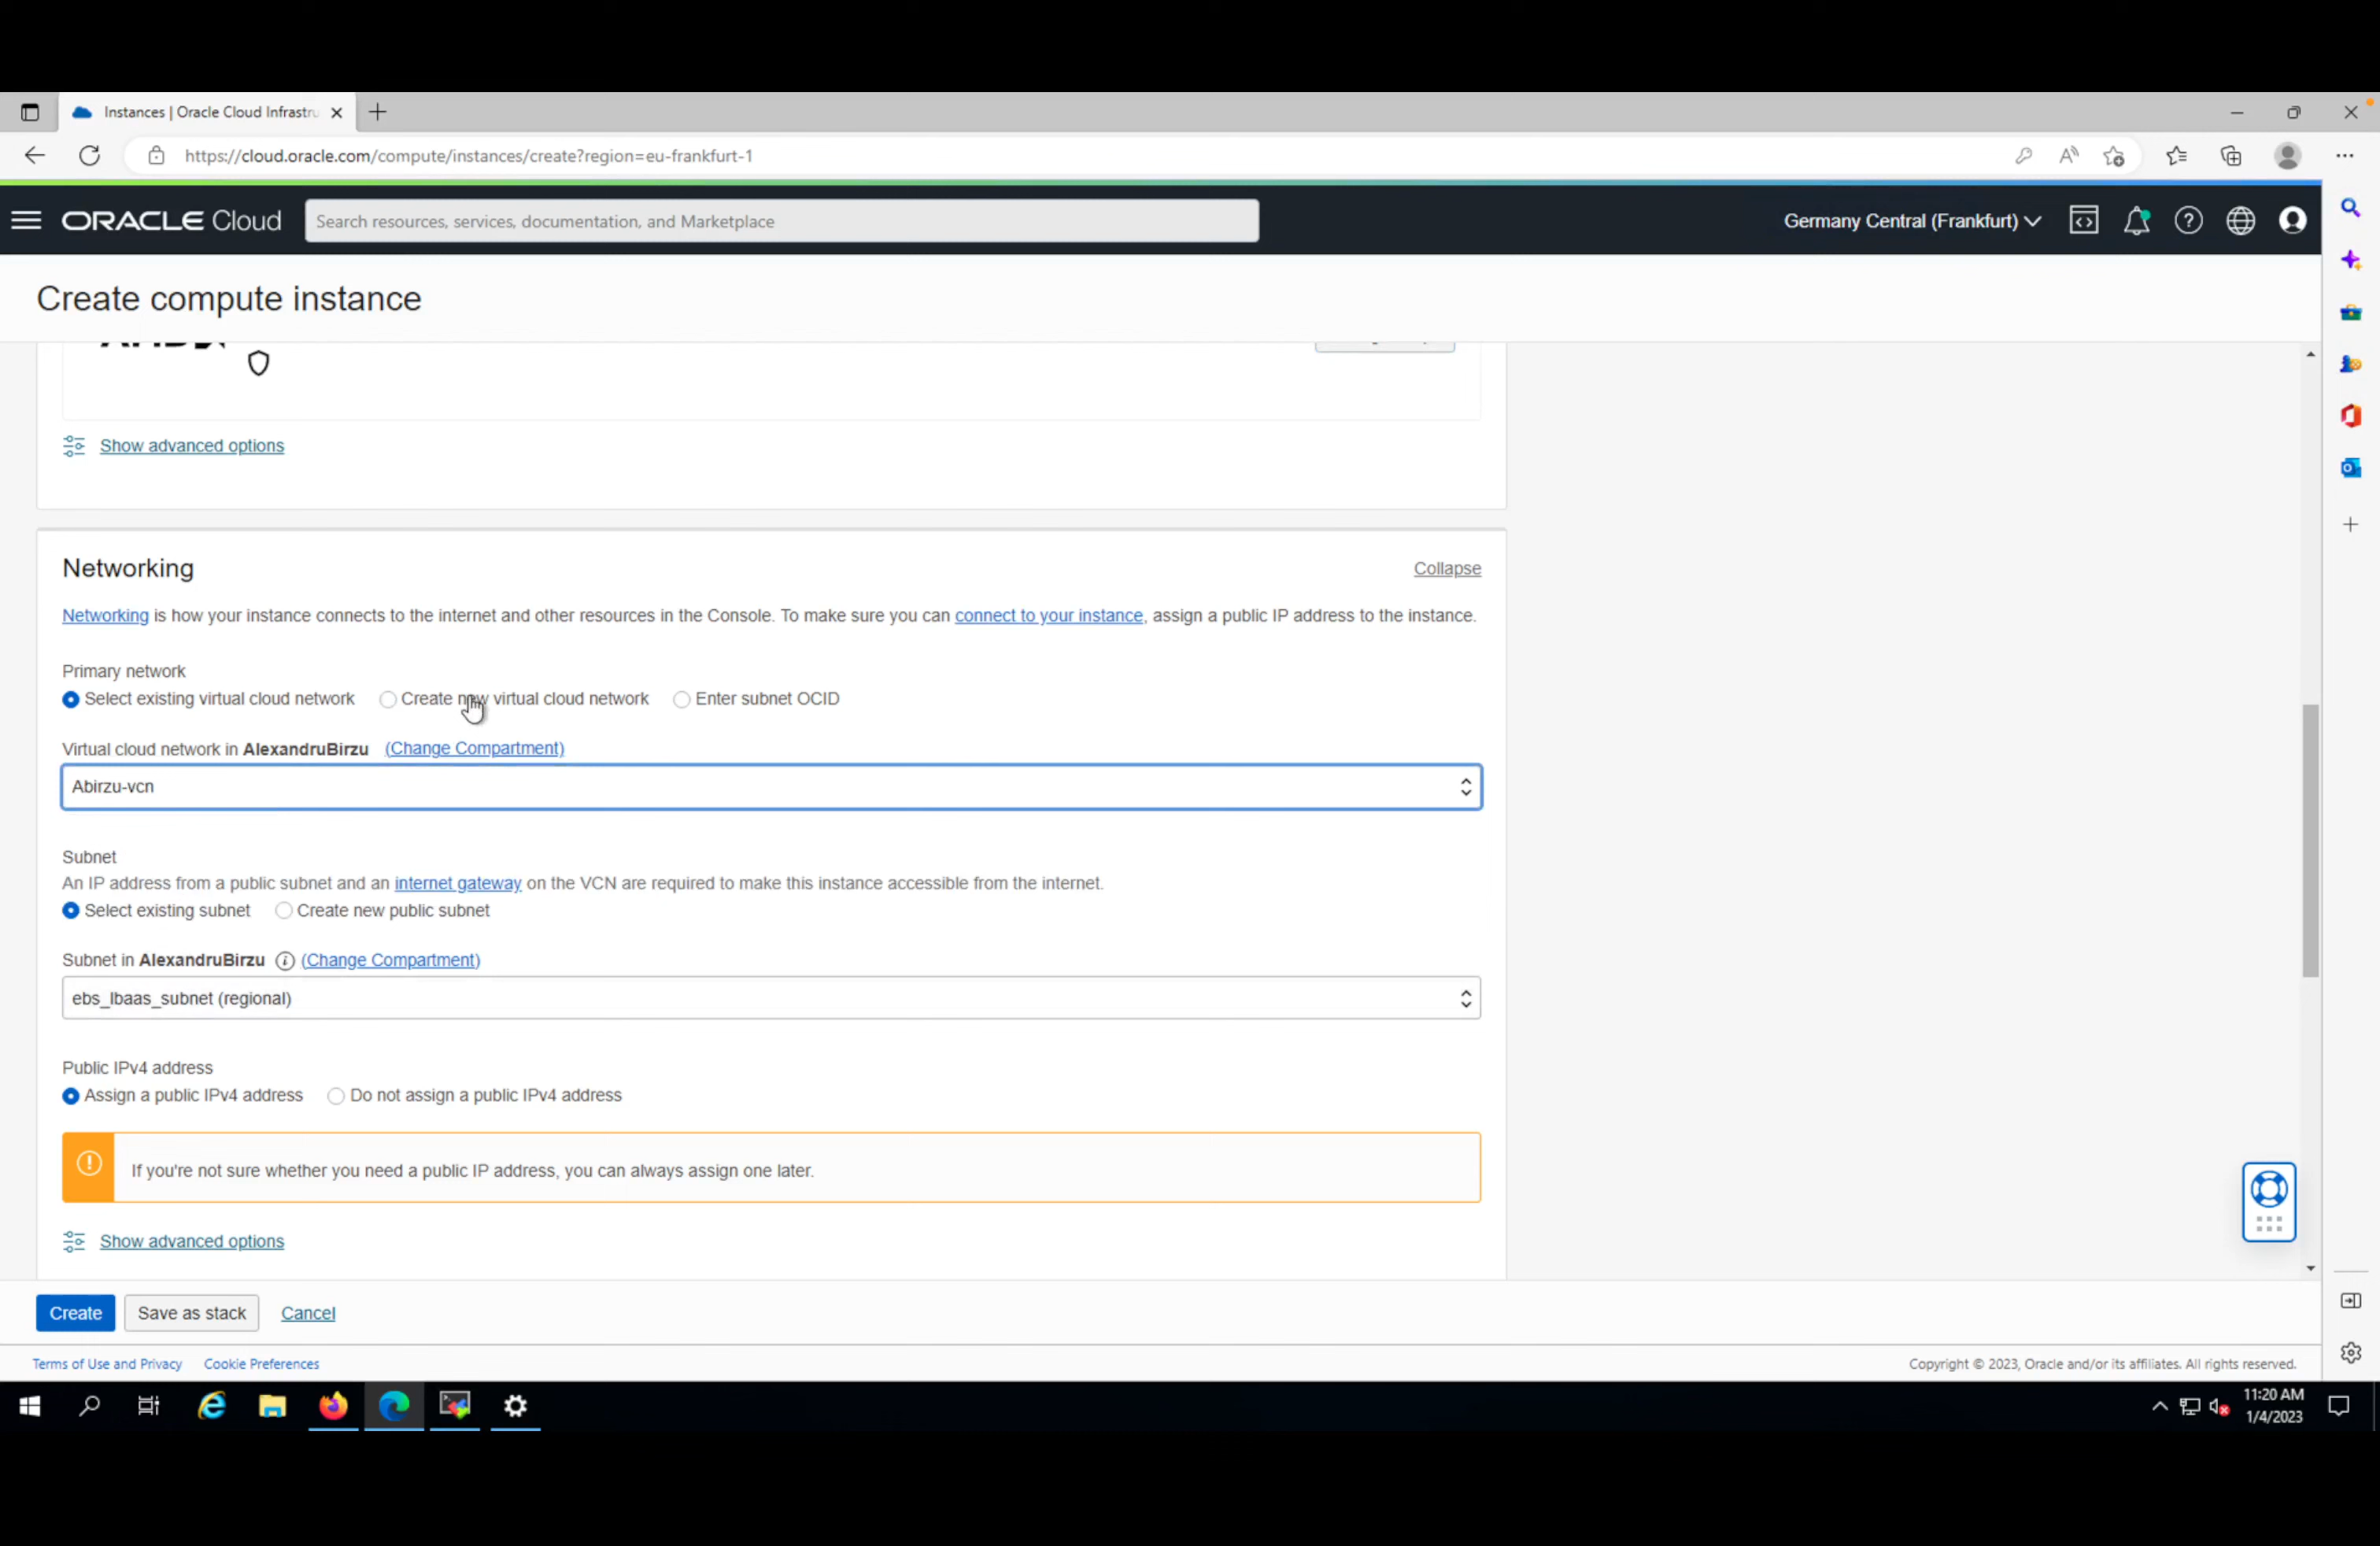 Instances | Oracle Cloud Infrastru
https://cloud.oracle.com/compute/instances/create?region=eu-frankfurt-1
ORACLE Cloud
Search resources, services, documentation, and Marketplace
Germany Central (Frankfurt)
Create compute instance
Show advanced options
Networking
Collapse
Networking is how your instance connects to the internet and other resources in the Console. To make sure you can connect to your instance, assign a public IP address to the instance.
Primary network
Select existing virtual cloud network Create new virtual cloud network Enter subnet OCID
Virtual cloud network in AlexandruBirzu (Change Compartment)
Abirzu-vcn
Subnet
An IP address from a public subnet and an internet gateway on the VCN are required to make this instance accessible from the internet.
Select existing subnet Create new public subnet
Subnet in AlexandruBirzu (Change Compartment)
ebs_lbaas_subnet (regional)
Public IPv4 address
Assign a public IPv4 address Do not assign a public IPv4 address
If you're not sure whether you need a public IP address, you can always assign one later.
Show advanced options
Create Save as stack Cancel
Terms of Use and Privacy Cookie Preferences
Copyright © 2023, Oracle and/or its affiliates. All rights reserved.
11:20 AM
1/4/2023